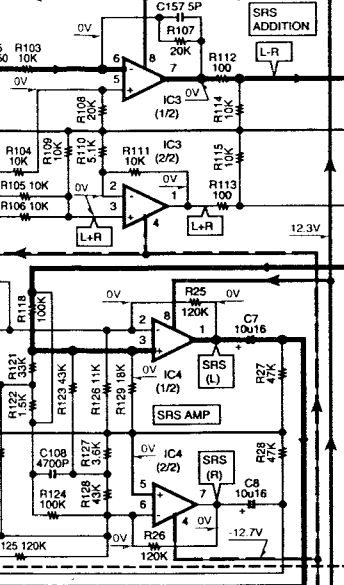 C157 5P
SRS
ADDITION
0V
R107
20K
R103
10K
6
5
8
7
R112
100
L-R
IC3
(1/2)
0V
R108
20K
R114
10K
R104
10K
R109
10K
R110
5.1K
R111
10K
IC3
(2/2)
R115
10K
R105 10K
R106 10K
0V
2
3
1
4
0V
R113
100
L+R
L+R
12.3V
R118
100K
0V
R25
120K
0V
2
3
8
1
C7
10u16
R121
33K
0V
IC4
(1/2)
SRS
(L)
R27
47K
R122
1.5K
R123 43K
R126 11K
R129 18K
SRS AMP
C108
4700P
R127
3.6K
0V
IC4
(2/2)
SRS
(R)
R28
47K
R124
100K
R128
43K
5
6
7
4
C8
10u16
0V
0V
R26
120K
-12.7V
125 120K